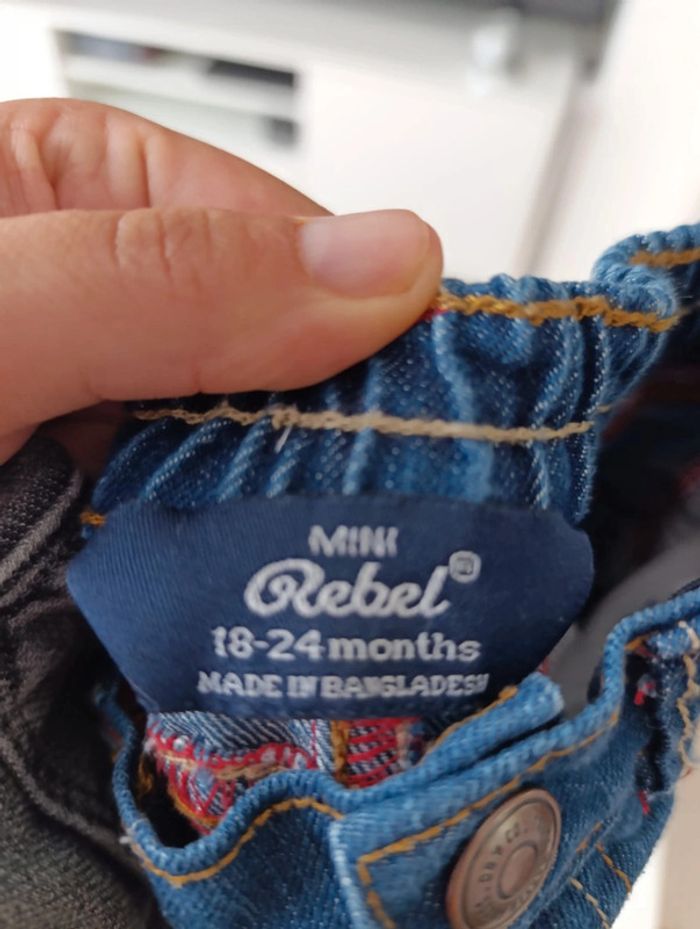 MINI
Rebel®
18-24 months
MADE IN BANGLADESH